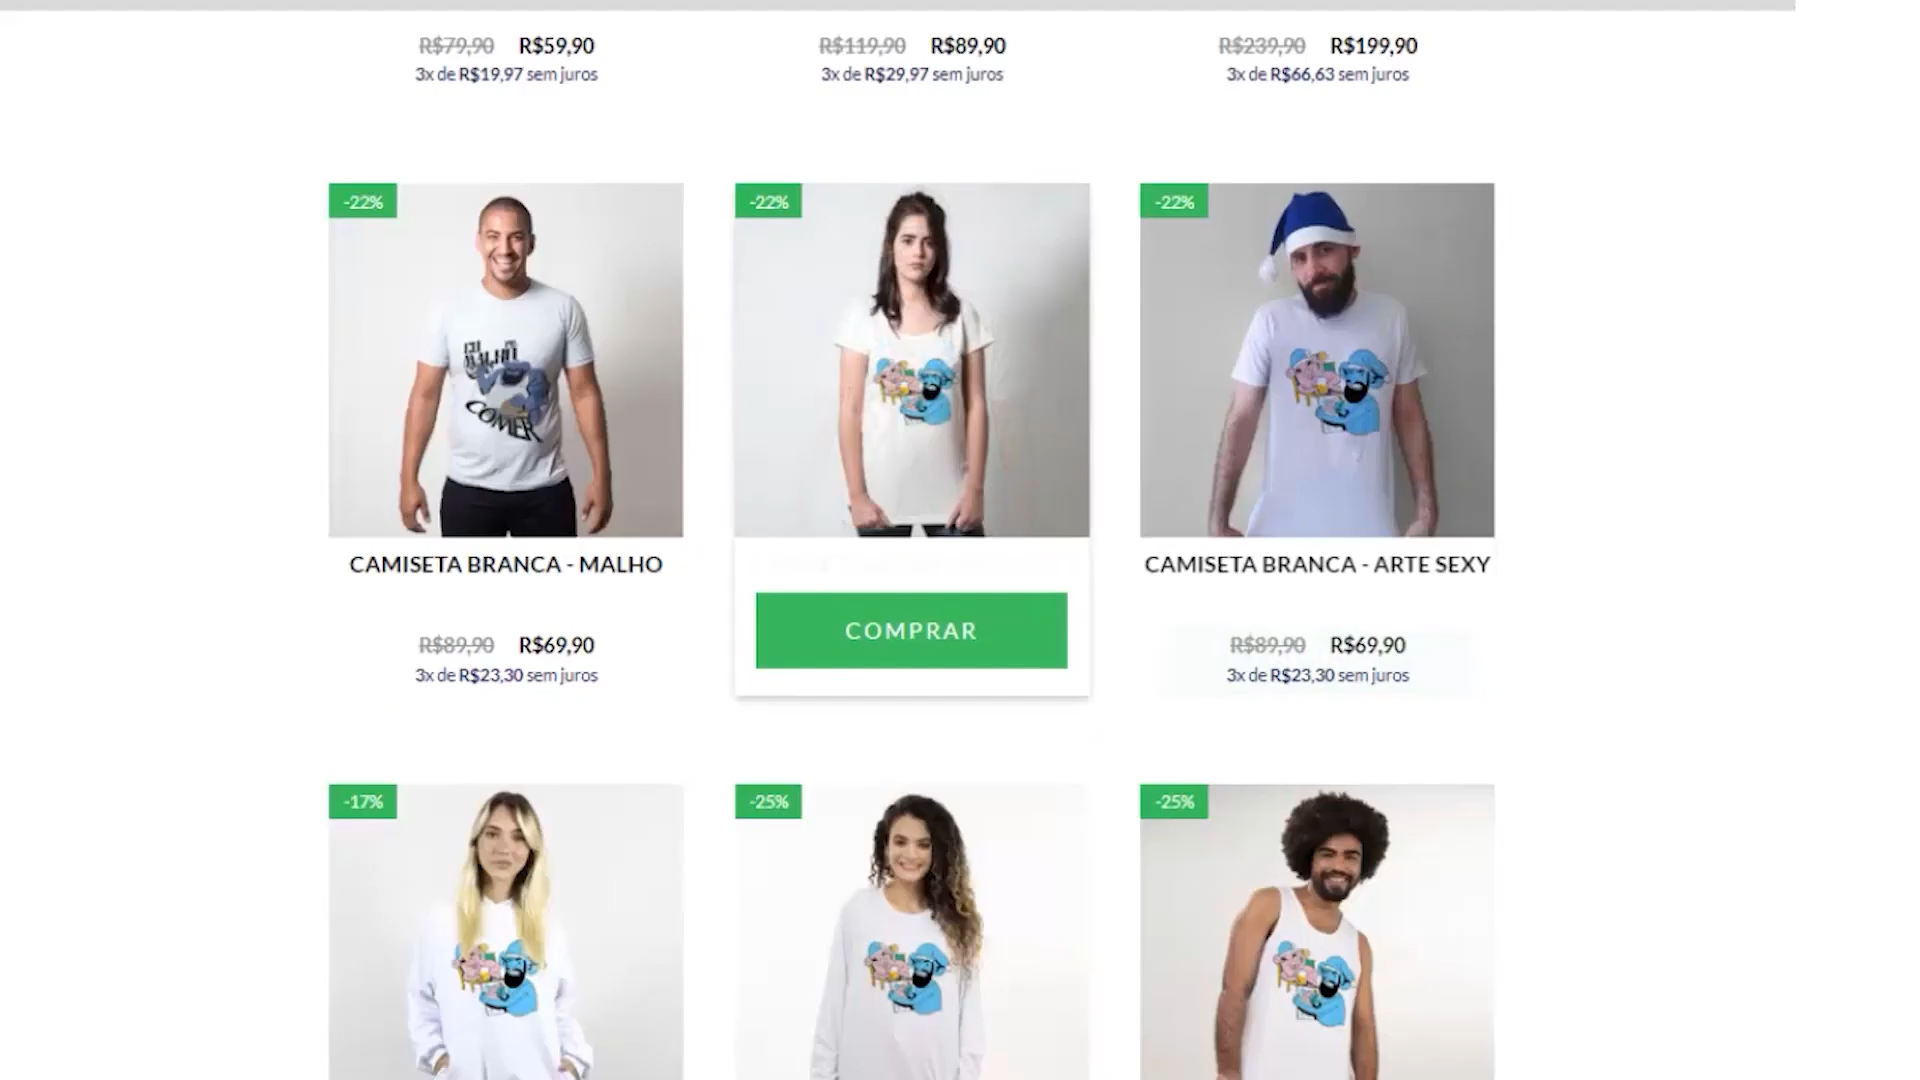 R$79,90 R$59,90
3x de R$19,97 sem juros
R$119,90 R$89,90
3x de R$29,97 sem juros
R$239,90 R$199,90
3x de R$66,63 sem juros
-22%
-22%
-22%
EU
MALHO
COMER
CAMISETA BRANCA - MALHO
R$89,90 R$69,90
3x de R$23,30 sem juros
COMPRAR
CAMISETA BRANCA - ARTE SEXY
R$89,90 R$69,90
3x de R$23,30 sem juros
-17%
-25%
-25%